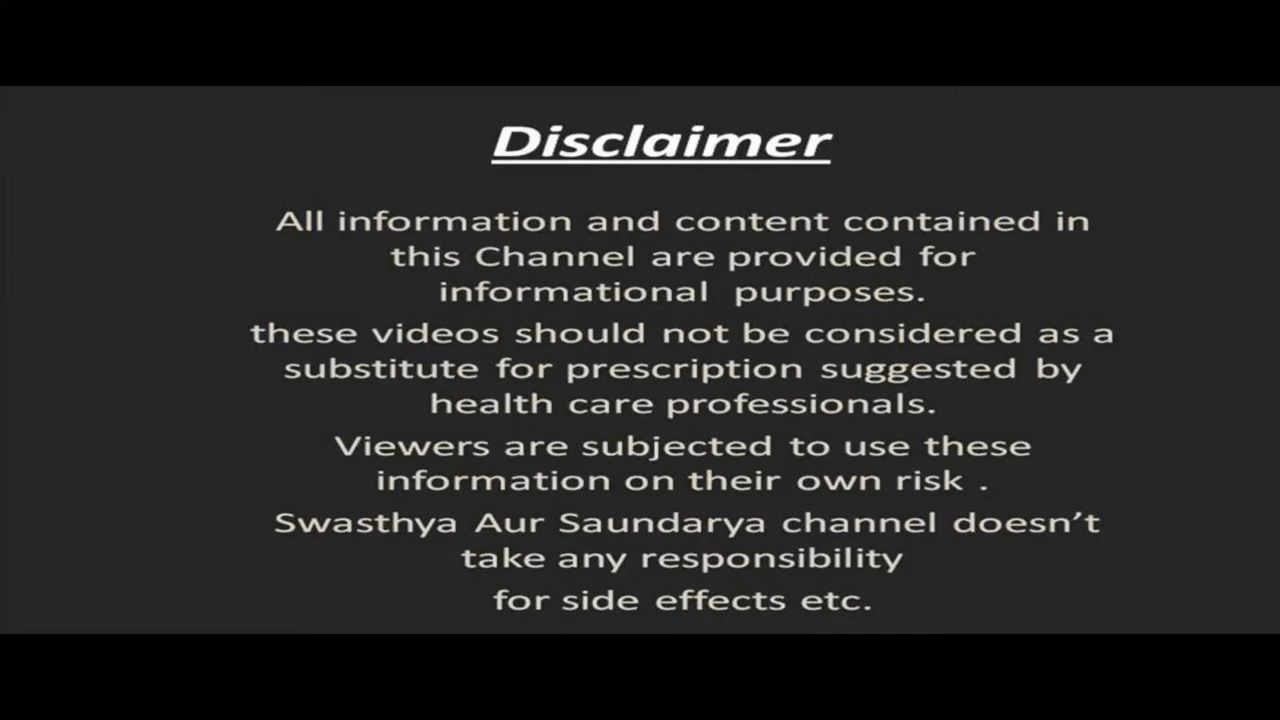 Disclaimer
All information and content contained in
this Channel are provided for
informational purposes.
these videos should not be considered as a
substitute for prescription suggested by
health care professionals.
Viewers are subjected to use these
information on their own risk .
Swasthya Aur Saundarya channel doesn’t
take any responsibility
for side effects etc.